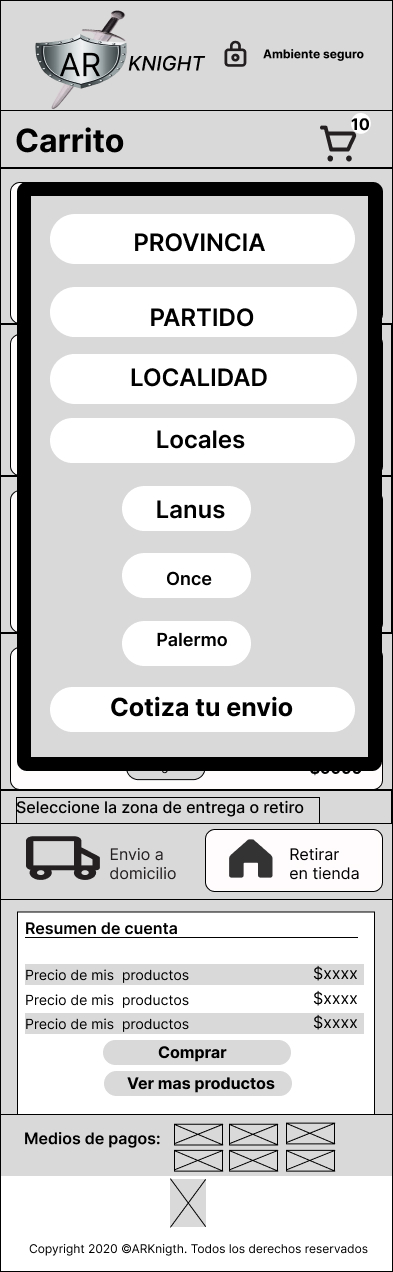 AR KNIGHT
Ambiente seguro
Carrito
10
PROVINCIA
PARTIDO
LOCALIDAD
Locales
Lanus
Once
Palermo
Cotiza tu envio
Seleccione la zona de entrega o retiro
Envio a
domicilio
Retirar
en tienda
Resumen de cuenta
Precio de mis productos $xxxx
Precio de mis productos $xxxx
Precio de mis productos $xxxx
Comprar
Ver mas productos
Medios de pagos:
Copyright 2020 ©ARKnigth. Todos los derechos reservados